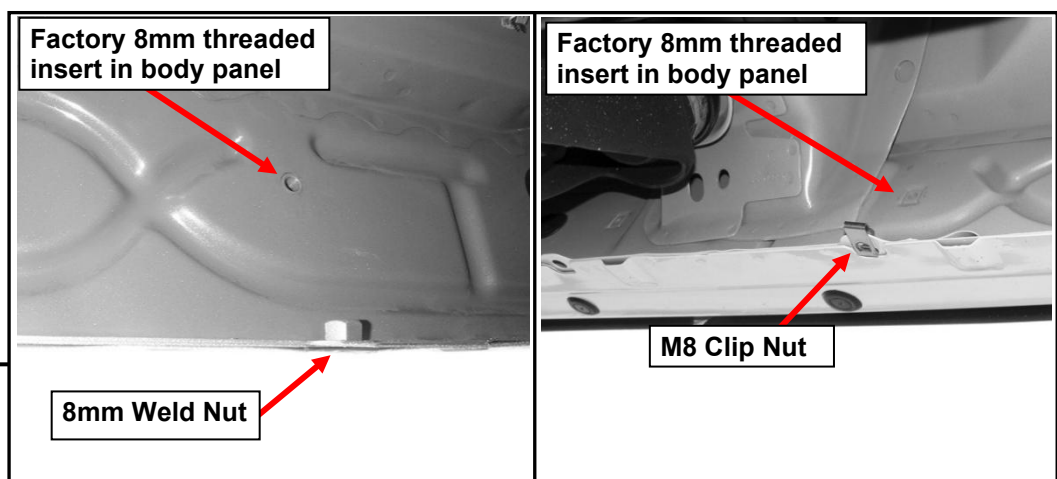 Factory 8mm threaded
insert in body panel
8mm Weld Nut
Factory 8mm threaded
insert in body panel
M8 Clip Nut